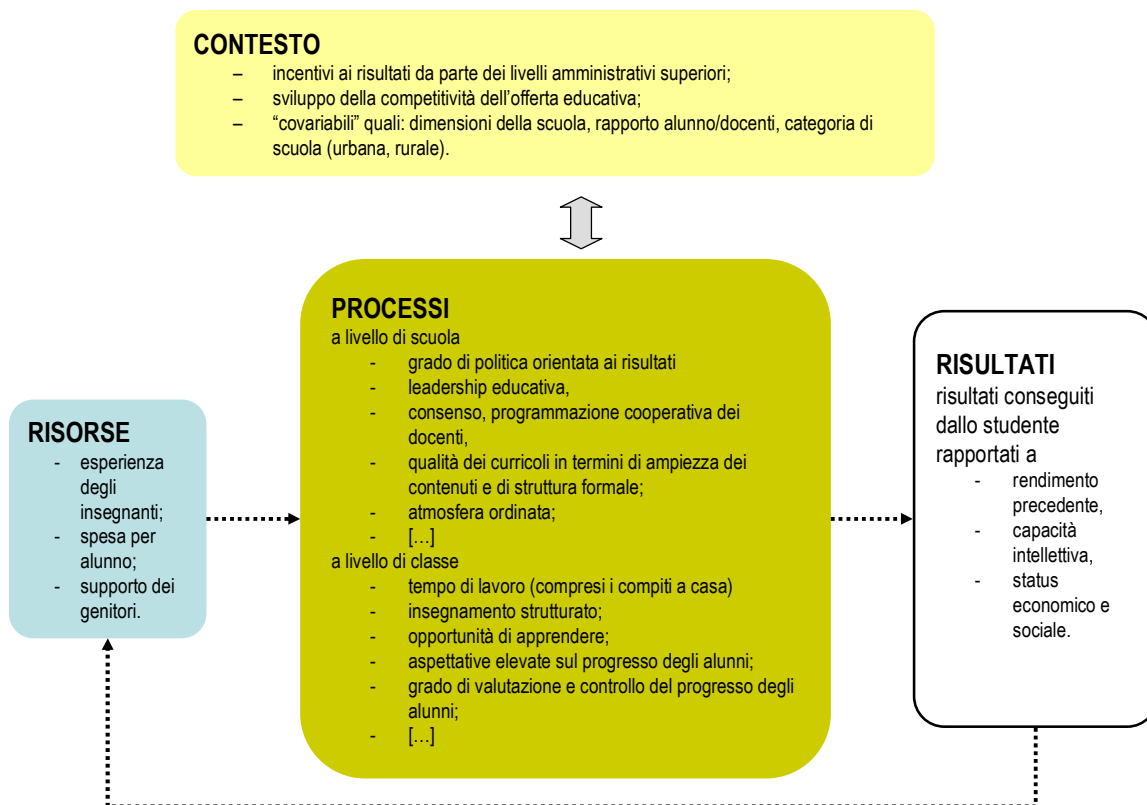 CONTESTO
– incentivi ai risultati da parte dei livelli amministrativi superiori;
– sviluppo della competitività dell’offerta educativa;
– “covariabili” quali: dimensioni della scuola, rapporto alunno/docenti, categoria di
scuola (urbana, rurale).
RISORSE
- esperienza
degli
insegnanti;
- spesa per
alunno;
- supporto dei
genitori.
PROCESSI
a livello di scuola
- grado di politica orientata ai risultati
- leadership educativa,
- consenso, programmazione cooperativa dei
docenti,
- qualità dei curricoli in termini di ampiezza dei
contenuti e di struttura formale;
- atmosfera ordinata;
- […]
a livello di classe
- tempo di lavoro (compresi i compiti a casa)
- insegnamento strutturato;
- opportunità di apprendere;
- aspettative elevate sul progresso degli alunni;
- grado di valutazione e controllo del progresso degli
alunni;
- […]
RISULTATI
risultati conseguiti
dallo studente
rapportati a
- rendimento
precedente,
- capacità
intellettiva,
- status
economico e
sociale.